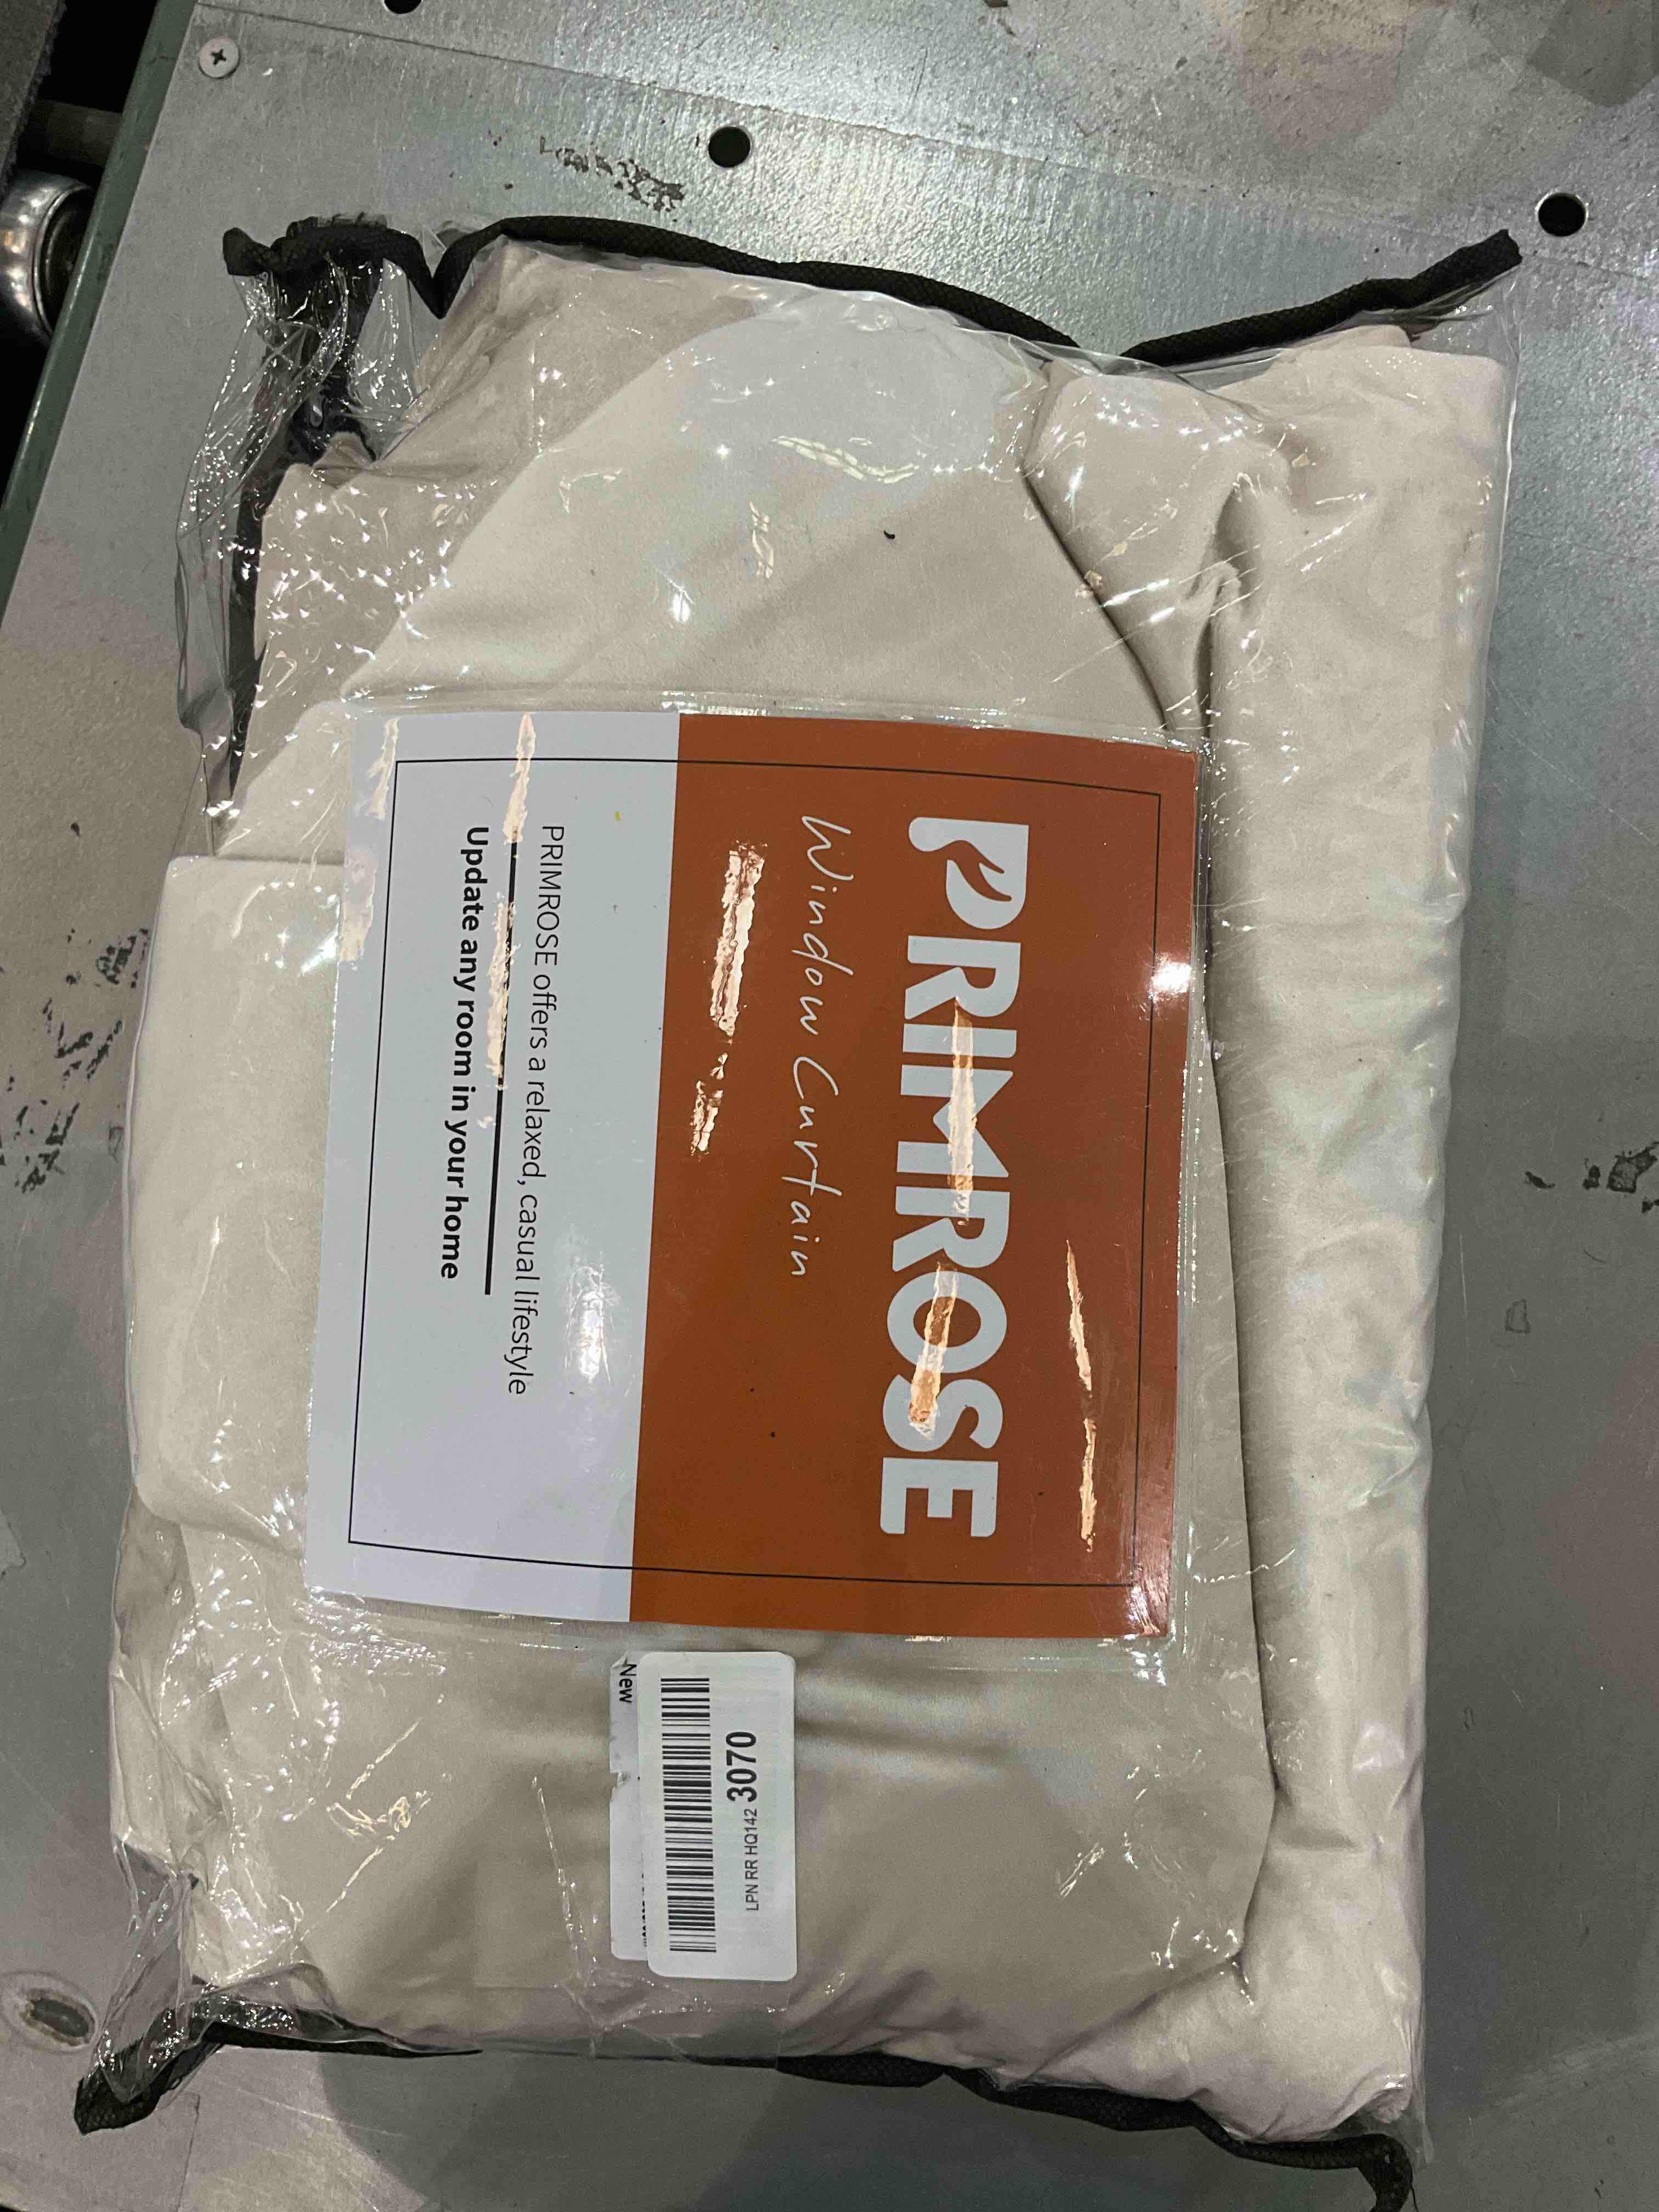 PRIMROSE
Window Curtain
PRIMROSE offers a relaxed, casual lifestyle
Update any room in your home
New
LPN RR HQ142 3070